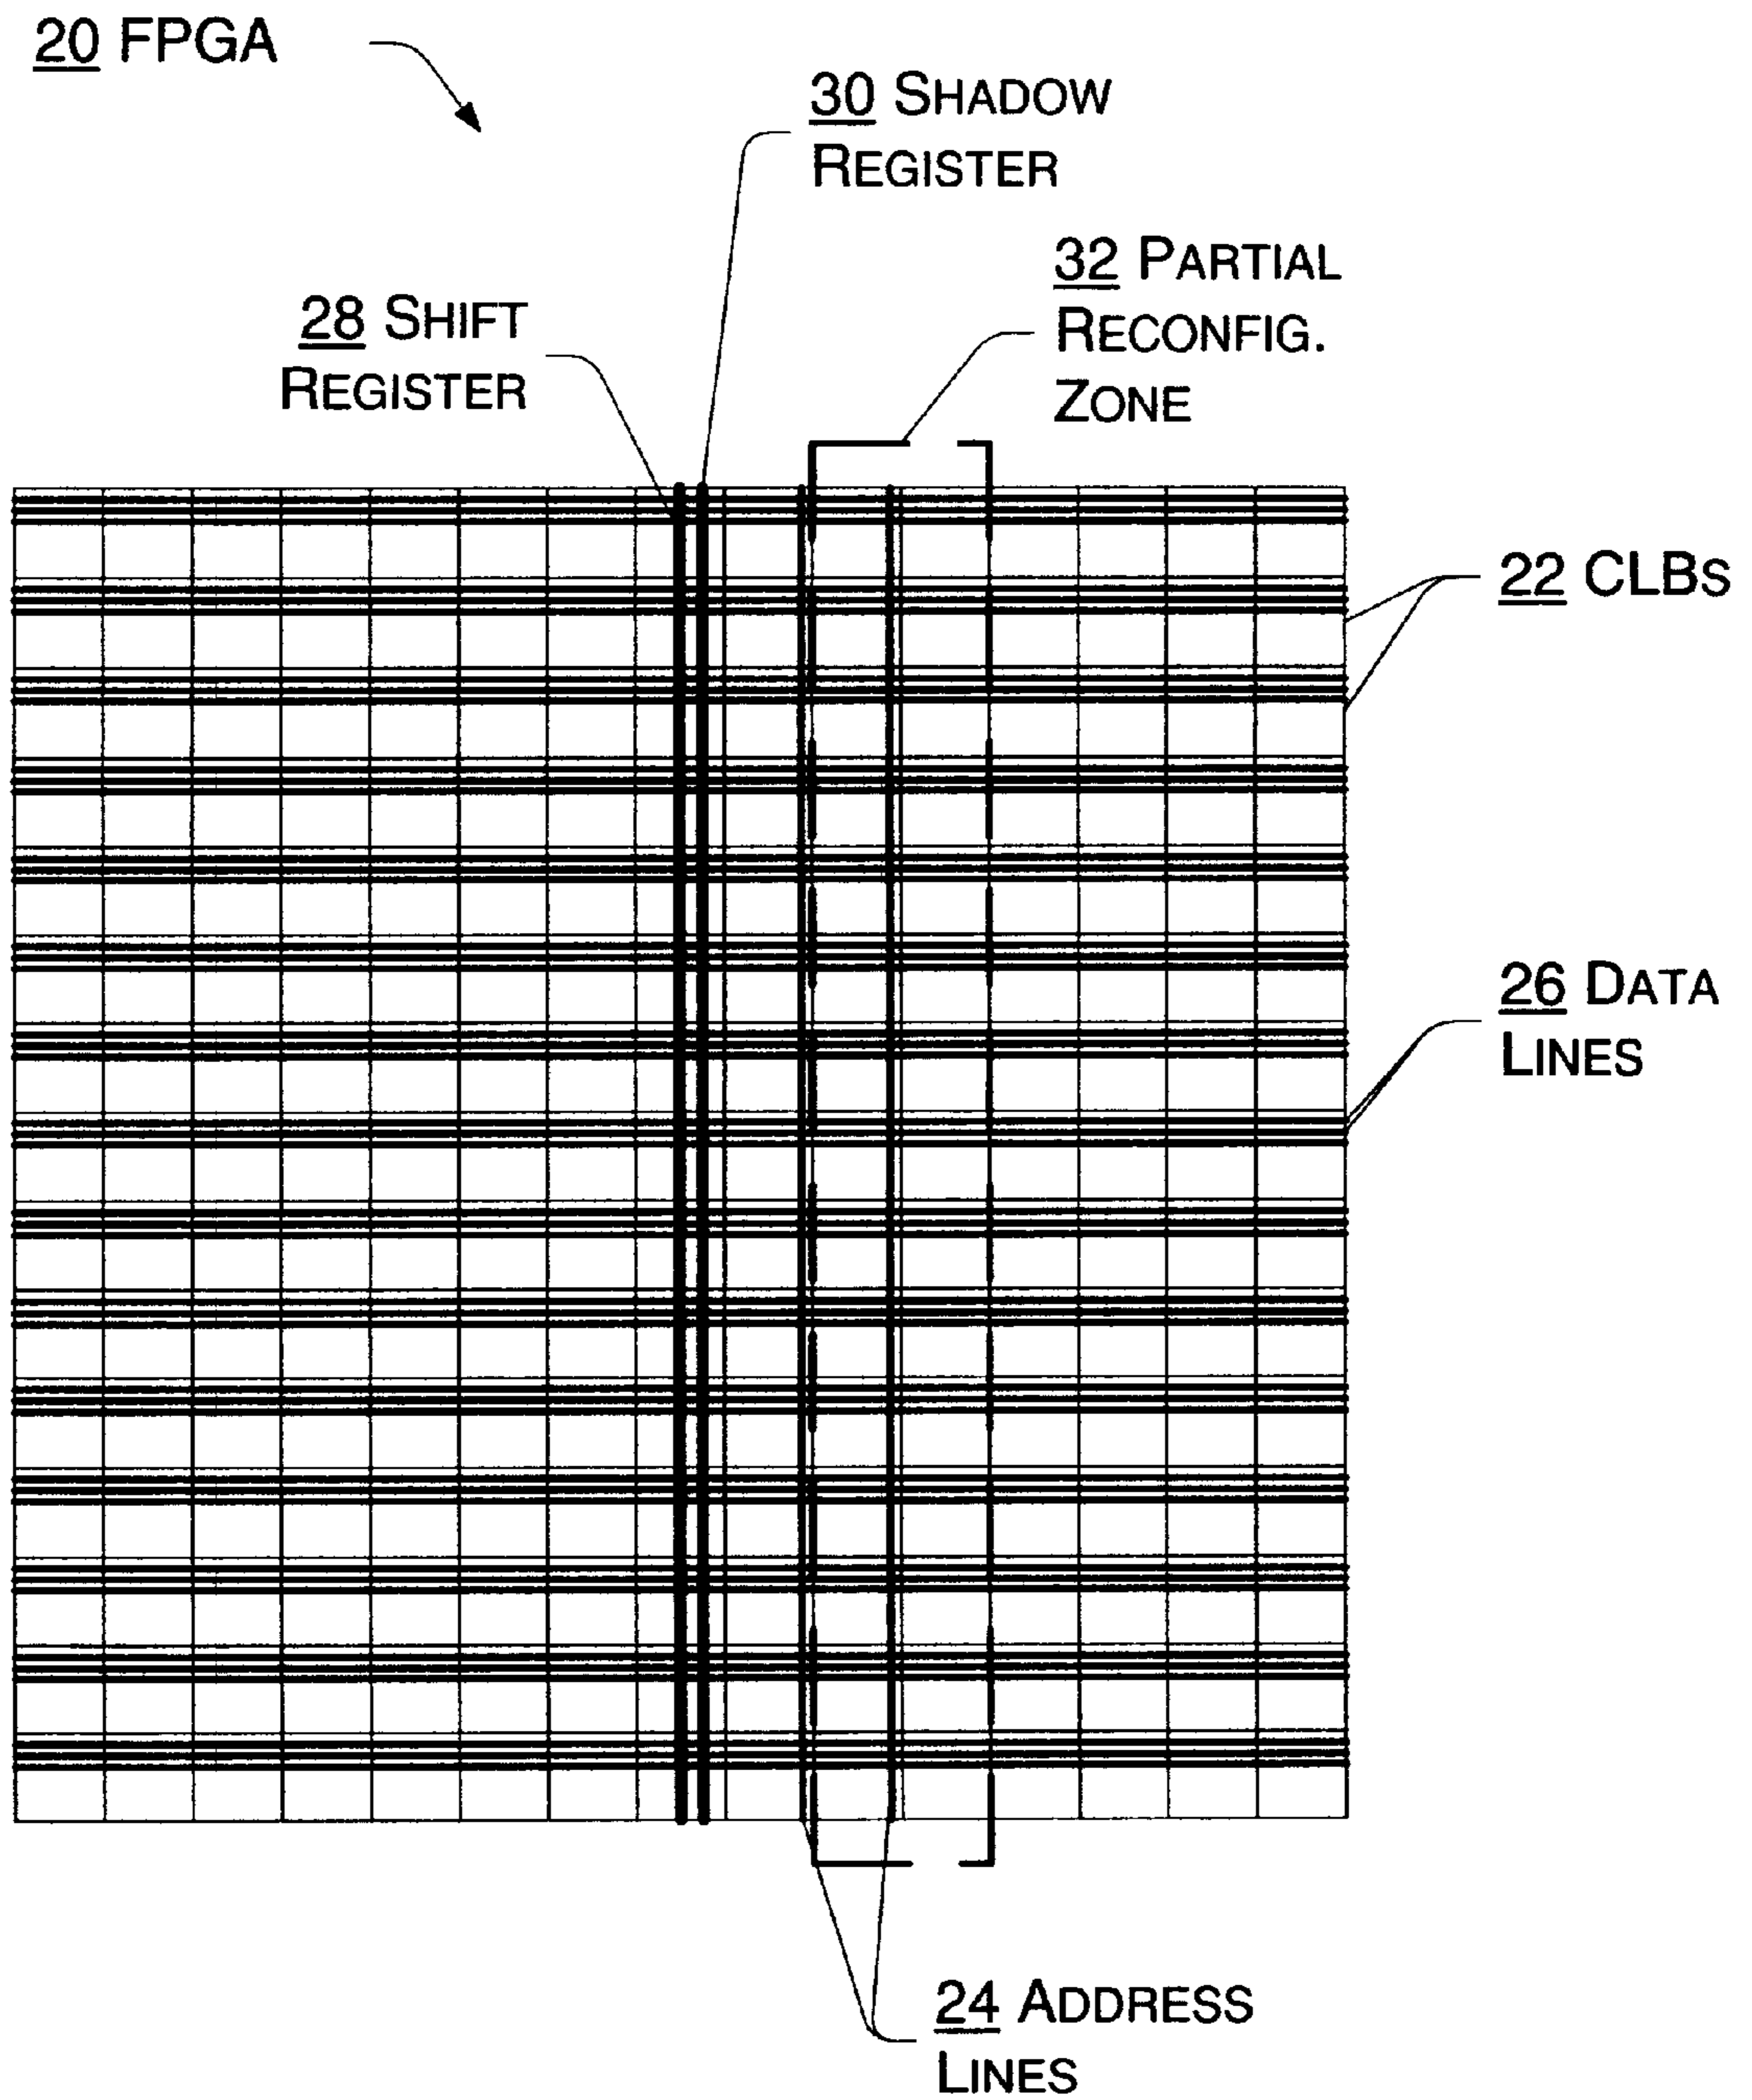 20 FPGA
30 SHADOW
REGISTER
32 PARTIAL
RECONFIG.
ZONE
28 SHIFT
REGISTER
22 CLBS
26 DATA
LINES
24 ADDRESS
LINES